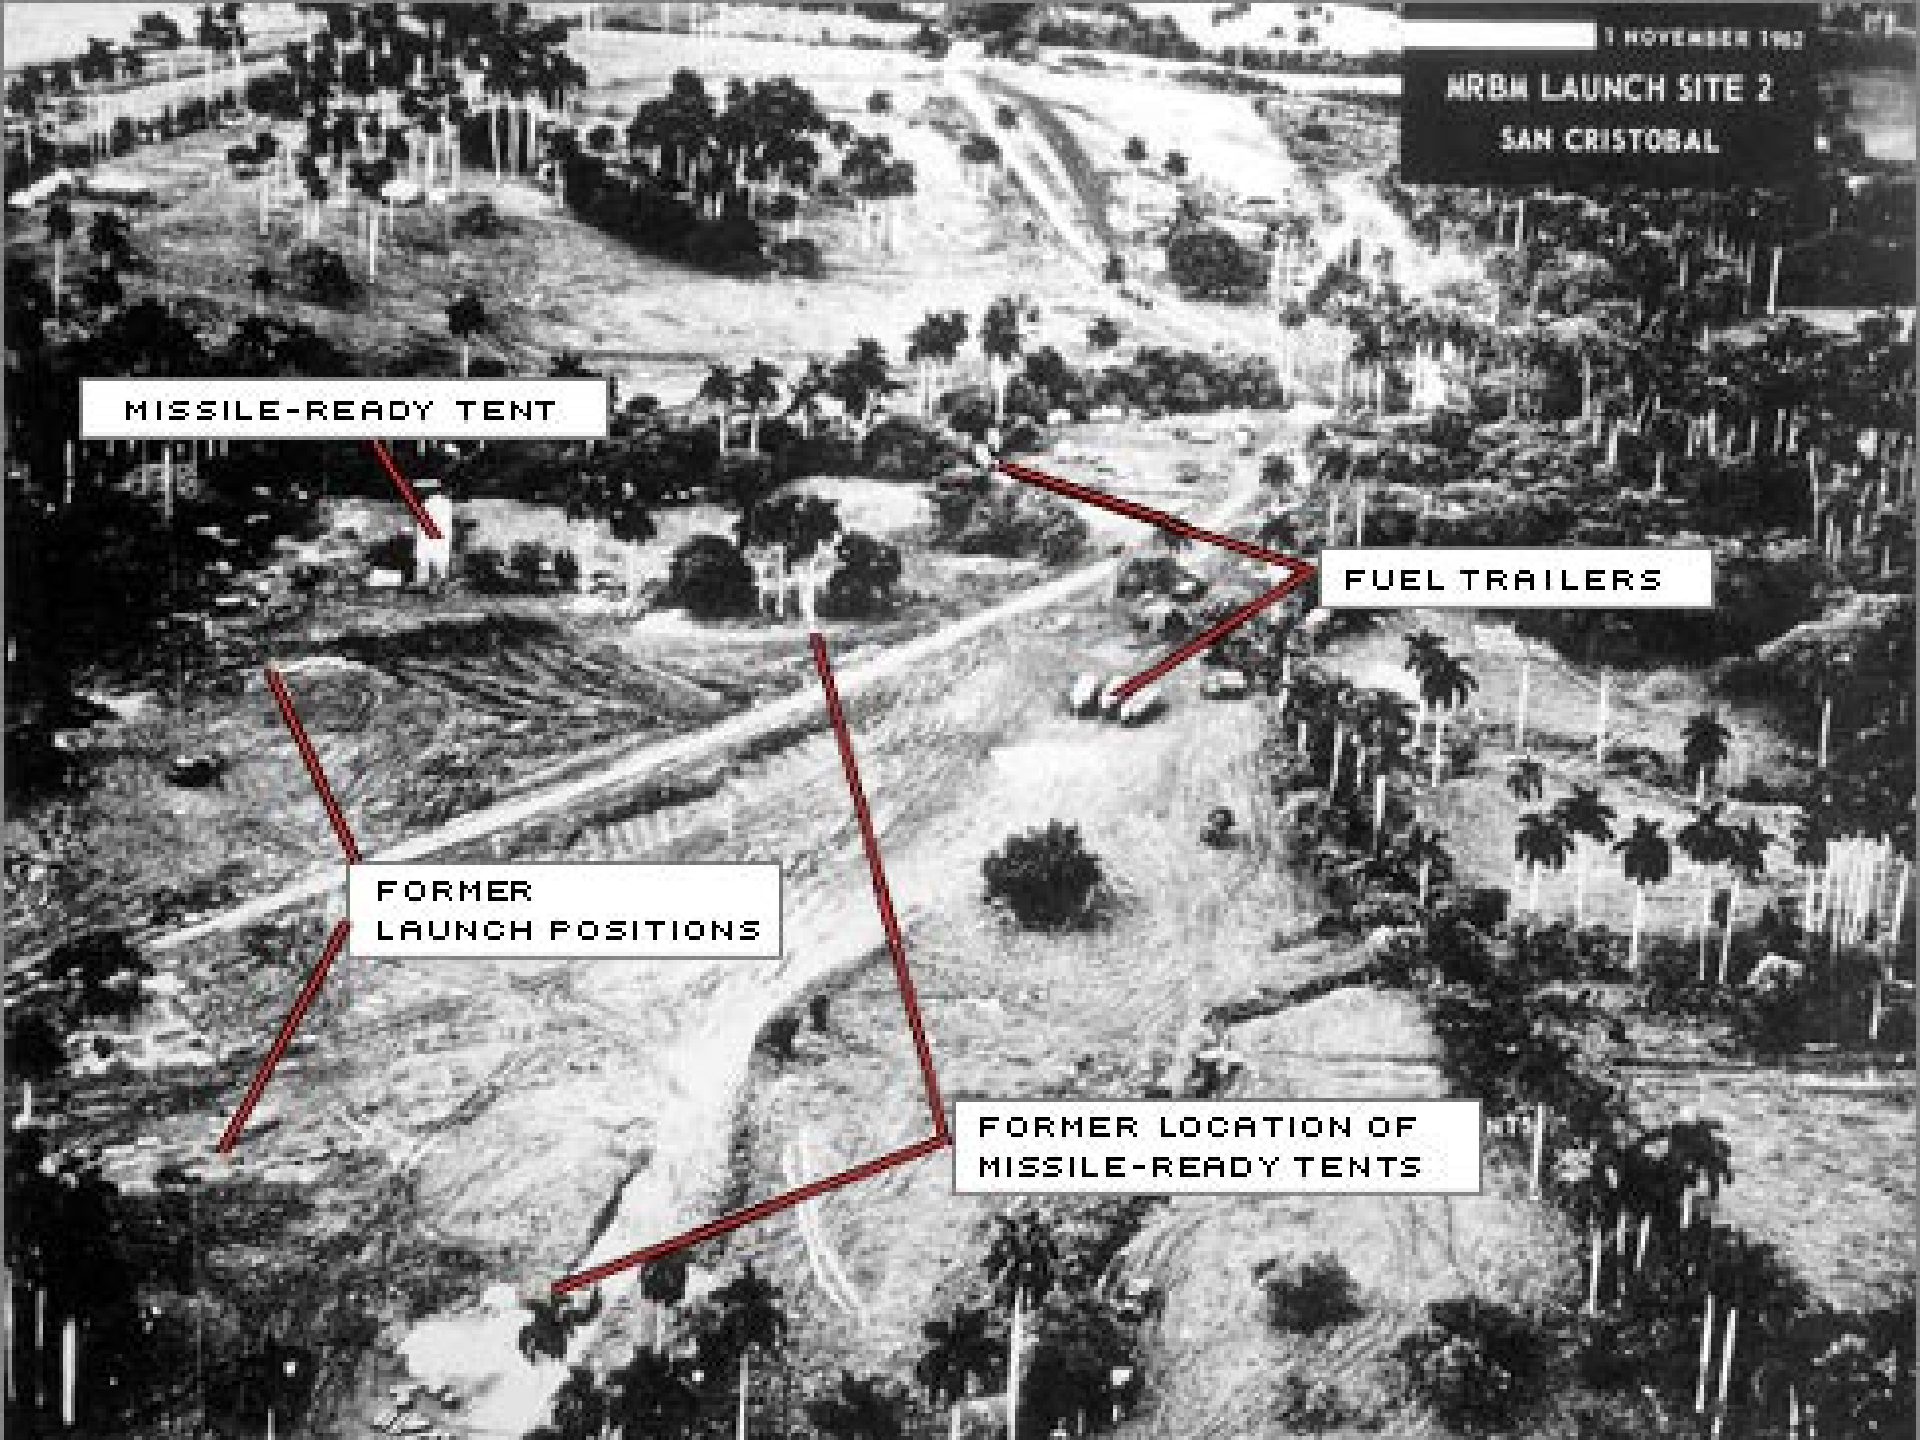 1 NOVEMBER 1962
MRBM LAUNCH SITE 2
SAN CRISTOBAL
MISSILE-READY TENT
FUEL TRAILERS
FORMER
LAUNCH POSITIONS
FORMER LOCATION OF
MISSILE-READY TENTS